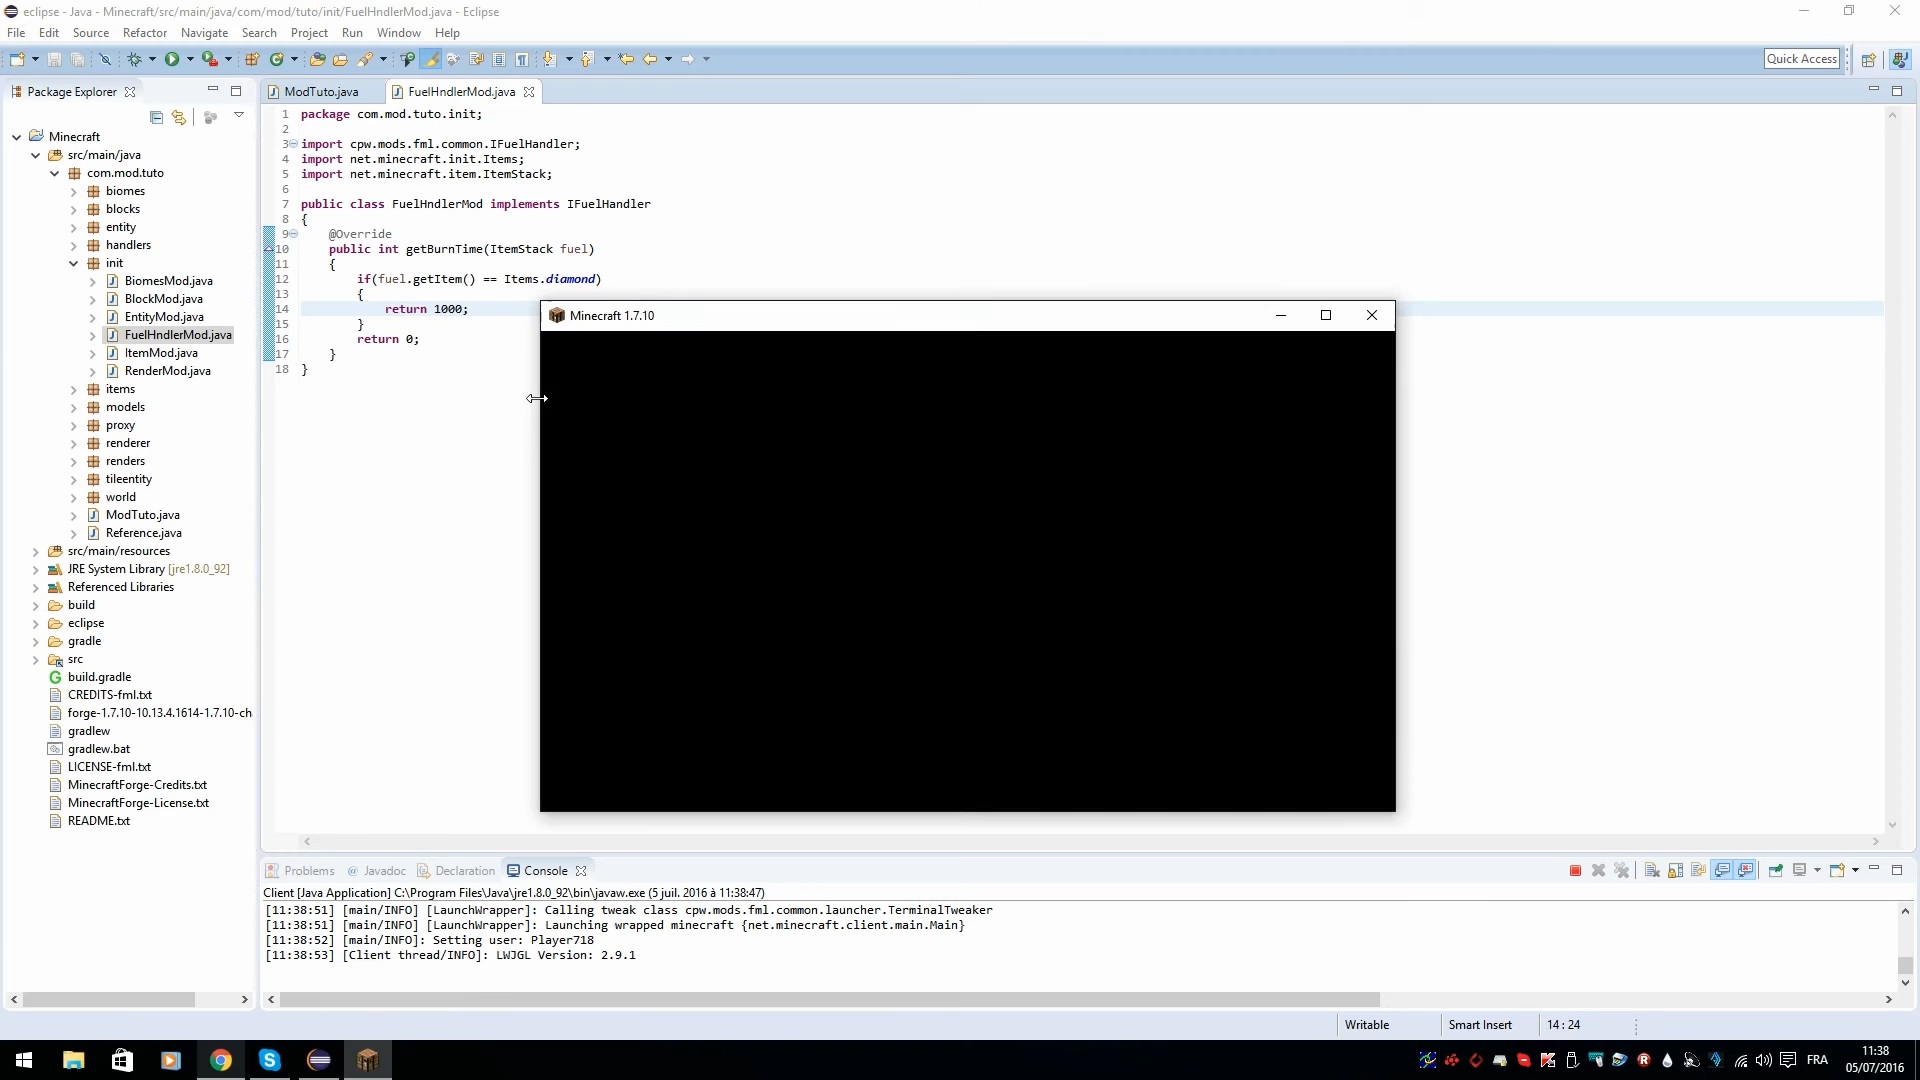 eclipse - Java - Minecraft/src/main/java/com/mod/tuto/init/FuelHndlerMod.java - Eclipse
File Edit Source Refactor Navigate Search Project Run Window Help
Quick Access
Package Explorer
ModTuto.java
FuelHndlerMod.java
Minecraft
src/main/java
com.mod.tuto
biomes
blocks
entity
handlers
init
BiomesMod.java
BlockMod.java
EntityMod.java
FuelHndlerMod.java
ItemMod.java
RenderMod.java
items
models
proxy
renderer
renders
tileentity
world
ModTuto.java
Reference.java
src/main/resources
JRE System Library [jre1.8.0_92]
Referenced Libraries
build
eclipse
gradle
src
build.gradle
CREDITS-fml.txt
forge-1.7.10-10.13.4.1614-1.7.10-ch
gradlew
gradlew.bat
LICENSE-fml.txt
MinecraftForge-Credits.txt
MinecraftForge-License.txt
README.txt
1 package com.mod.tuto.init;
2
3 import cpw.mods.fml.common.IFuelHandler;
4 import net.minecraft.init.Items;
5 import net.minecraft.item.ItemStack;
6
7 public class FuelHndlerMod implements IFuelHandler
8 {
9 @Override
10 public int getBurnTime(ItemStack fuel)
11 {
12 if(fuel.getItem() == Items.diamond)
13 {
14 return 1000;
15 }
16 return 0;
17 }
18 }
Minecraft 1.7.10
Problems Javadoc Declaration Console
Client [Java Application] C:\Program Files\Java\jre1.8.0_92\bin\javaw.exe (5 juil. 2016 à 11:38:47)
[11:38:51] [main/INFO] [LaunchWrapper]: Calling tweak class cpw.mods.fml.common.launcher.TerminalTweaker
[11:38:51] [main/INFO] [LaunchWrapper]: Launching wrapped minecraft {net.minecraft.client.main.Main}
[11:38:52] [main/INFO]: Setting user: Player718
[11:38:53] [Client thread/INFO]: LWJGL Version: 2.9.1
Writable Smart Insert 14 : 24
FRA
11:38
05/07/2016